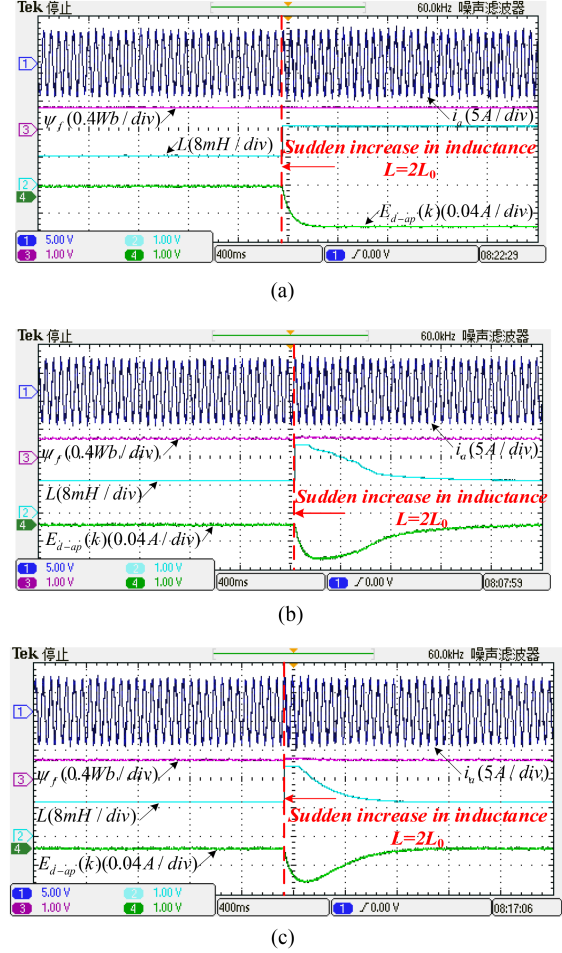 Tek 停止 60.0kHz 噪声滤波器
1
ψf(0.4Wb/div) ia(5A/div)
3
L(8mH/div) Sudden increase in inductance
L=2L0
2
4
Ed-ap(k)(0.04A/div)
1 5.00 V 2 1.00 V
3 1.00 V 4 1.00 V 400ms 1 ƒ 0.00 V 08:22:29
(a)
Tek 停止 60.0kHz 噪声滤波器
1
ψf(0.4Wb/div) ia(5A/div)
3
L(8mH/div) Sudden increase in inductance
2 L=2L0
4
Ed-ap(k)(0.04A/div)
1 5.00 V 2 1.00 V
3 1.00 V 4 1.00 V 400ms 1 ƒ 0.00 V 08:07:59
(b)
Tek 停止 60.0kHz 噪声滤波器
1
ψf(0.4Wb/div) ia(5A/div)
3
L(8mH/div) Sudden increase in inductance
2 L=2L0
4
Ed-ap(k)(0.04A/div)
1 5.00 V 2 1.00 V
3 1.00 V 4 1.00 V 400ms 1 ƒ 0.00 V 08:17:06
(c)